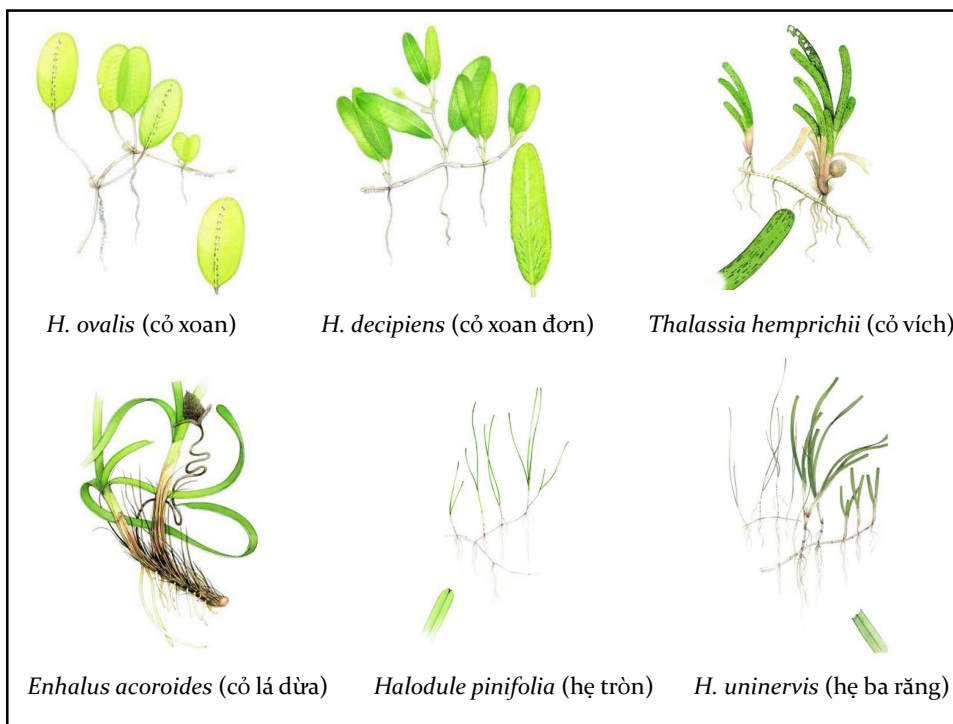 H. ovalis (cỏ xoan) H. decipiens (cỏ xoan đơn) Thalassia hemprichii (cỏ vích)
Enhalus acoroides (cỏ lá dừa) Halodule pinifolia (hẹ tròn) H. uninervis (hẹ ba răng)